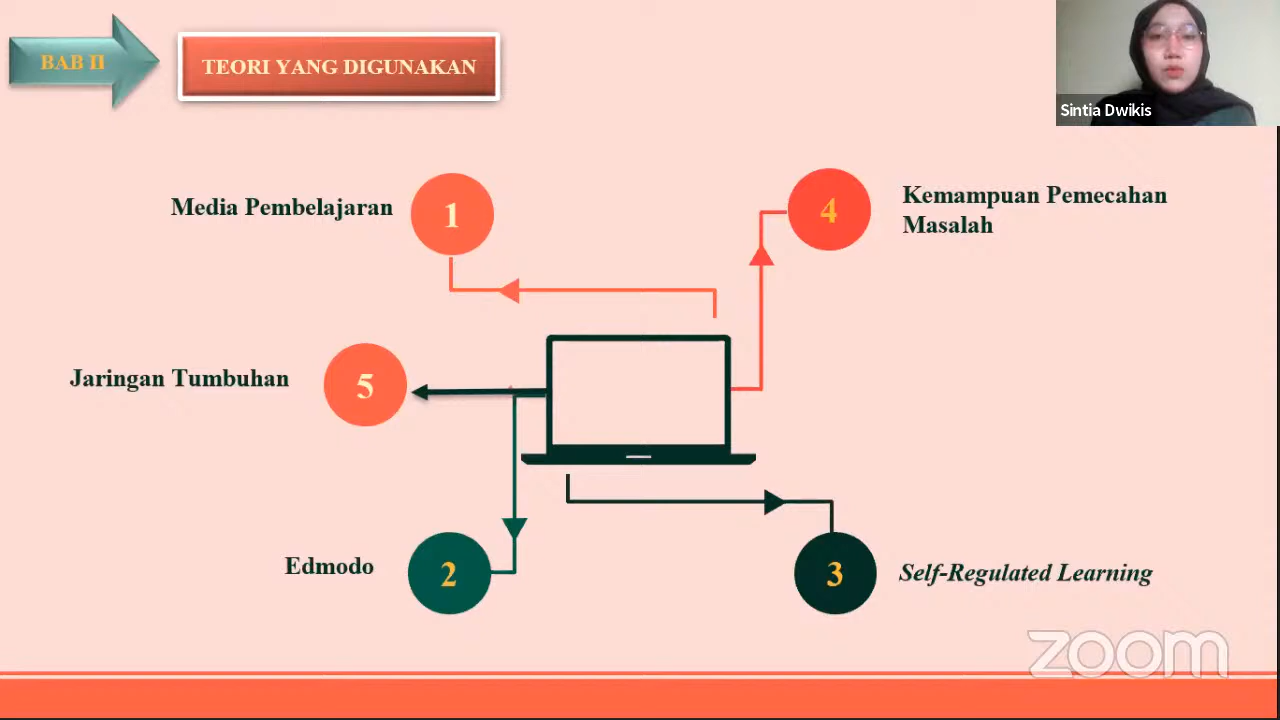 BAB II
TEORI YANG DIGUNAKAN
Sintia Dwikis
Media Pembelajaran
1
4
Kemampuan Pemecahan
Masalah
Jaringan Tumbuhan
5
Edmodo
2
3
Self-Regulated Learning
zoom